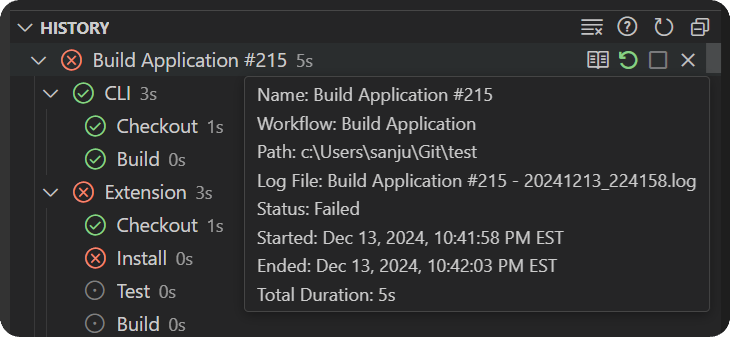 HISTORY
Build Application #215 5s
CLI 3s
Checkout 1s
Build 0s
Extension 3s
Checkout 1s
Install 0s
Test 0s
Build 0s
Name: Build Application #215
Workflow: Build Application
Path: c:\Users\sanju\Git\test
Log File: Build Application #215 - 20241213_224158.log
Status: Failed
Started: Dec 13, 2024, 10:41:58 PM EST
Ended: Dec 13, 2024, 10:42:03 PM EST
Total Duration: 5s